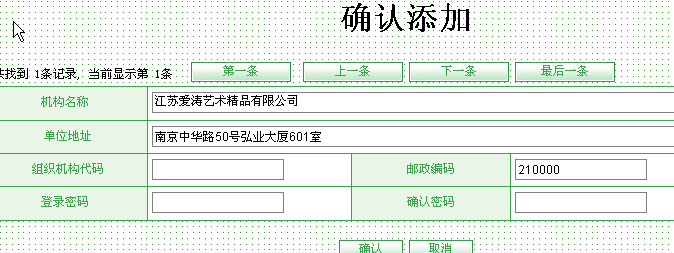 确认添加
共找到 1条记录, 当前显示第 1条 第一条 上一条 下一条 最后一条
机构名称 江苏爱涛艺术精品有限公司
单位地址 南京中华路50号弘业大厦601室
组织机构代码 邮政编码 210000
登录密码 确认密码
确认 取消